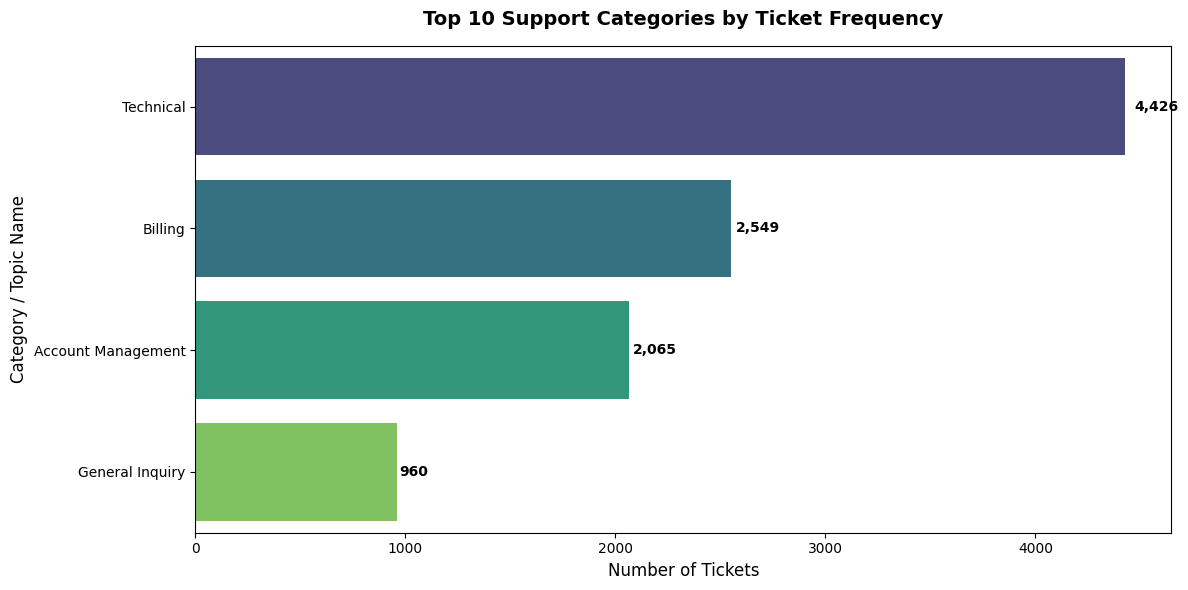 Top 10 Support Categories by Ticket Frequency
Category / Topic Name
Technical
4,426
Billing
2,549
Account Management
2,065
General Inquiry
960
0 1000 2000 3000 4000
Number of Tickets